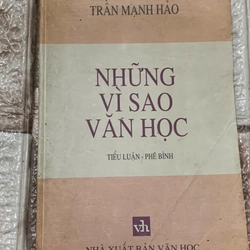 TRẦN MẠNH HẢO
NHỮNG
VÌ SAO
VĂN HỌC
TIỂU LUẬN - PHÊ BÌNH
vh
NHÀ XUẤT BẢN VĂN HỌC